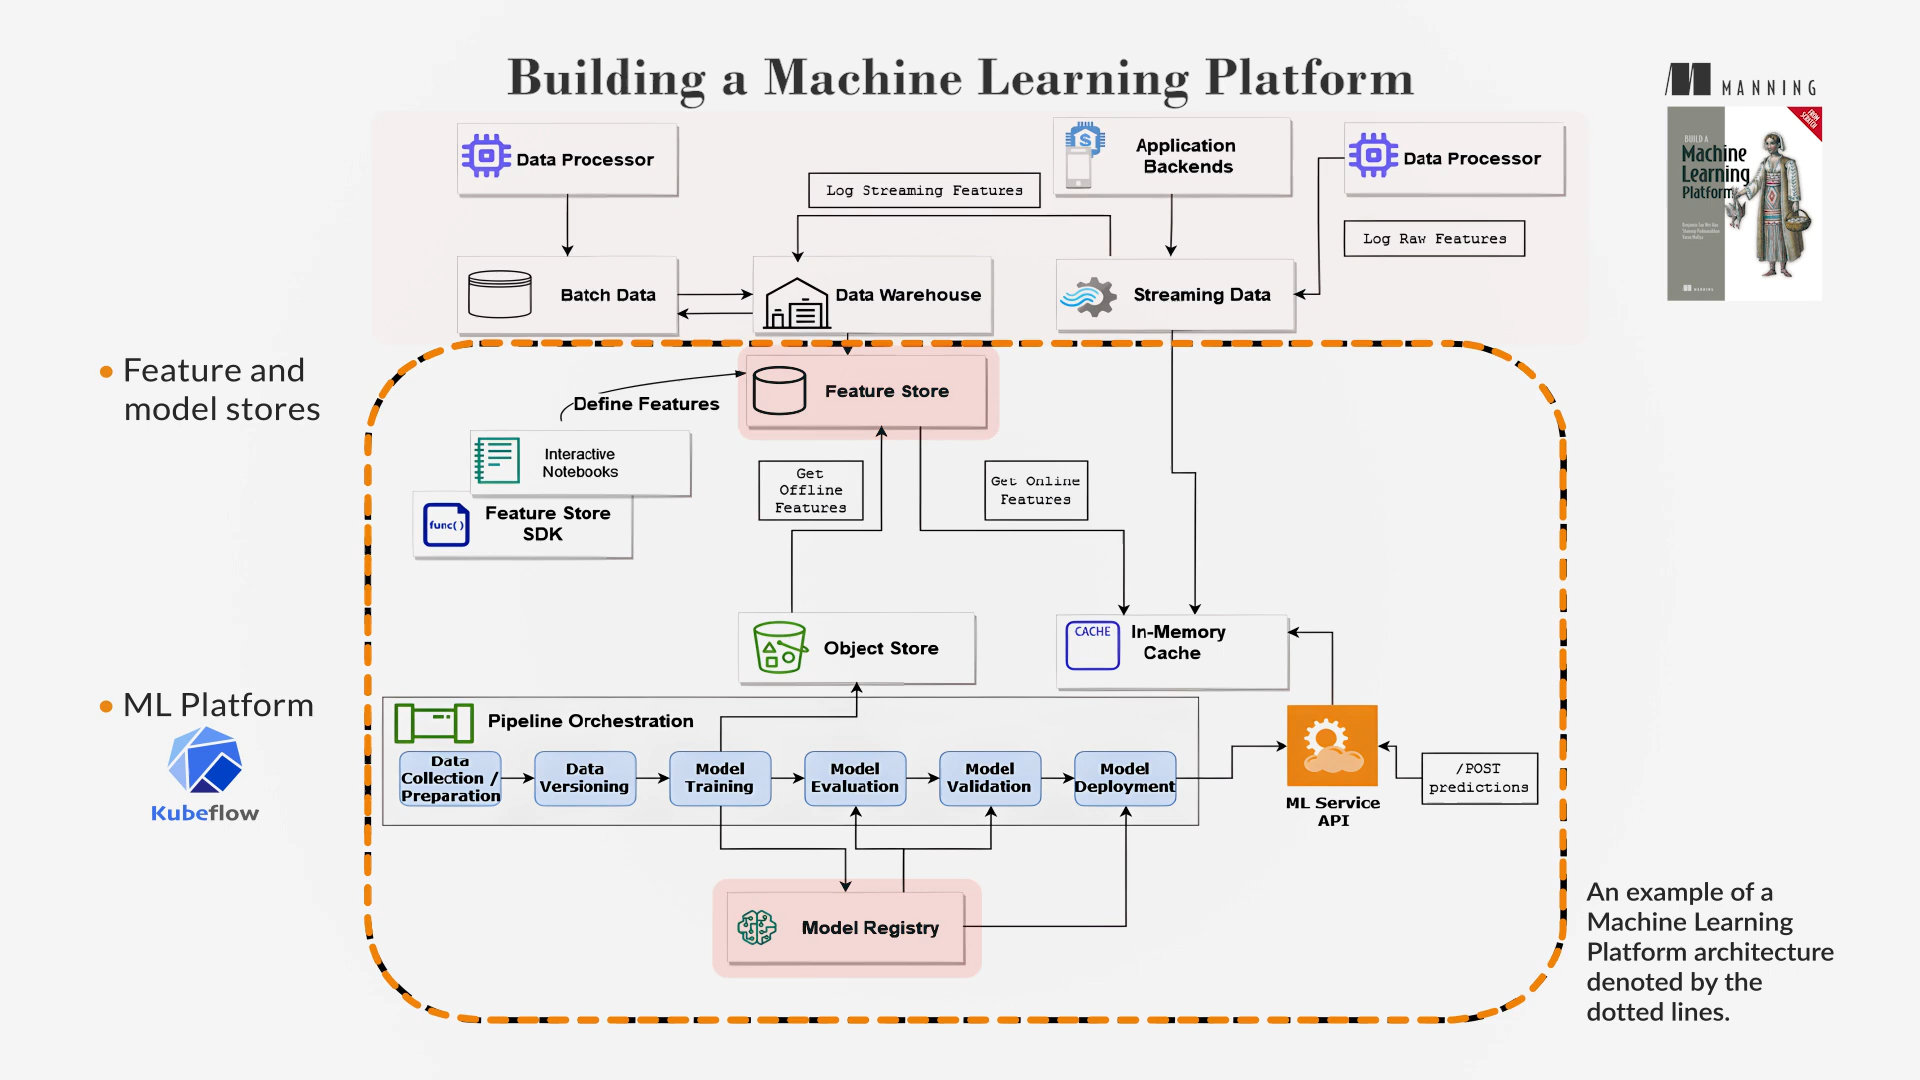 Building a Machine Learning Platform
MANNING
FROM
SCRATCH
BUILD A
Machine
Learning
Platform
MANNING
Data Processor
Application
Backends
Data Processor
Log Streaming Features
Log Raw Features
Batch Data
Data Warehouse
Streaming Data
• Feature and
model stores
Feature Store
Define Features
Interactive
Notebooks
func()
Feature Store
SDK
Get
Offline
Features
Get Online
Features
Object Store
CACHE
In-Memory
Cache
• ML Platform
Kubeflow
Pipeline Orchestration
Data
Collection /
Preparation
Data
Versioning
Model
Training
Model
Evaluation
Model
Validation
Model
Deployment
ML Service
API
/POST
predictions
Model Registry
An example of a
Machine Learning
Platform architecture
denoted by the
dotted lines.